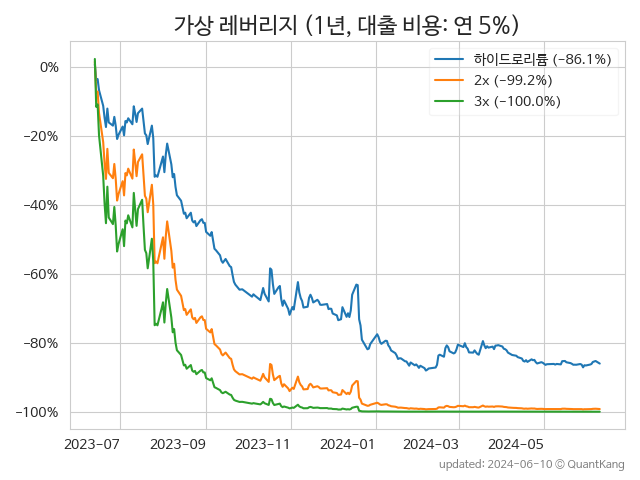 가상 레버리지 (1년, 대출 비용: 연 5%)
하이드로리튬 (−86.1%)
2x (−99.2%)
3x (−100.0%)
0%
−20%
−40%
−60%
−80%
−100%
2023-07 2023-09 2023-11 2024-01 2024-03 2024-05
updated: 2024-06-10 © QuantKang